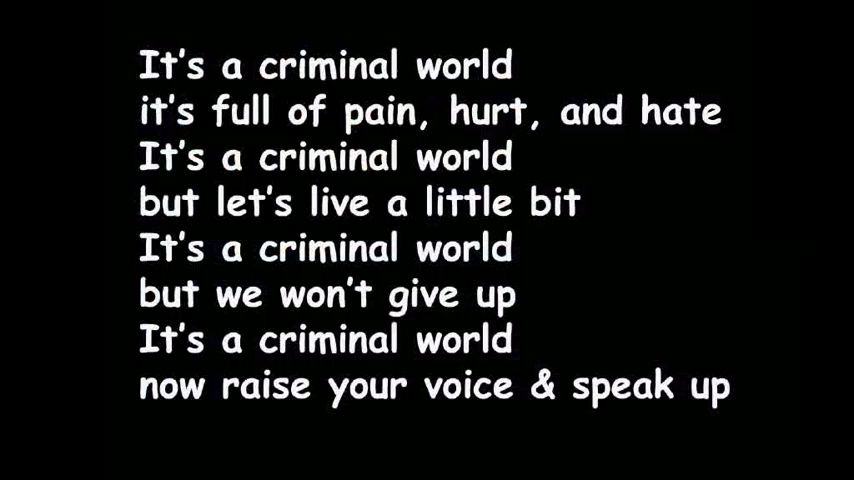 It's a criminal world
it's full of pain, hurt, and hate
It's a criminal world
but let's live a little bit
It's a criminal world
but we won't give up
It's a criminal world
now raise your voice & speak up